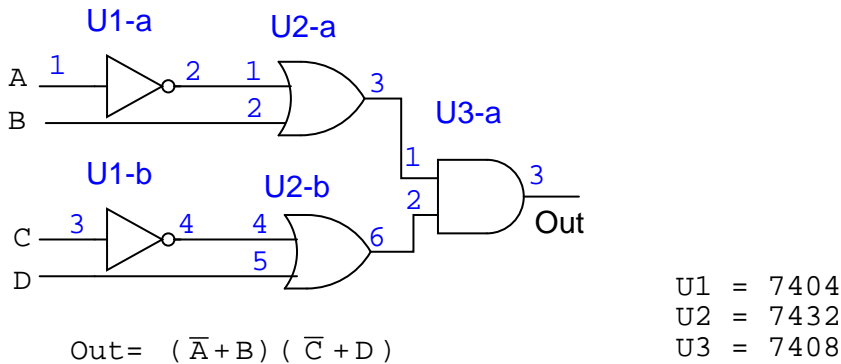 U1-a
U2-a
A 1 2 1 3
B 2
U3-a
1 3
U1-b U2-b
2
Out
C 3 4 4 6
D 5
U1 = 7404
U2 = 7432
U3 = 7408
Out= (A̅+B)(C̅+D)